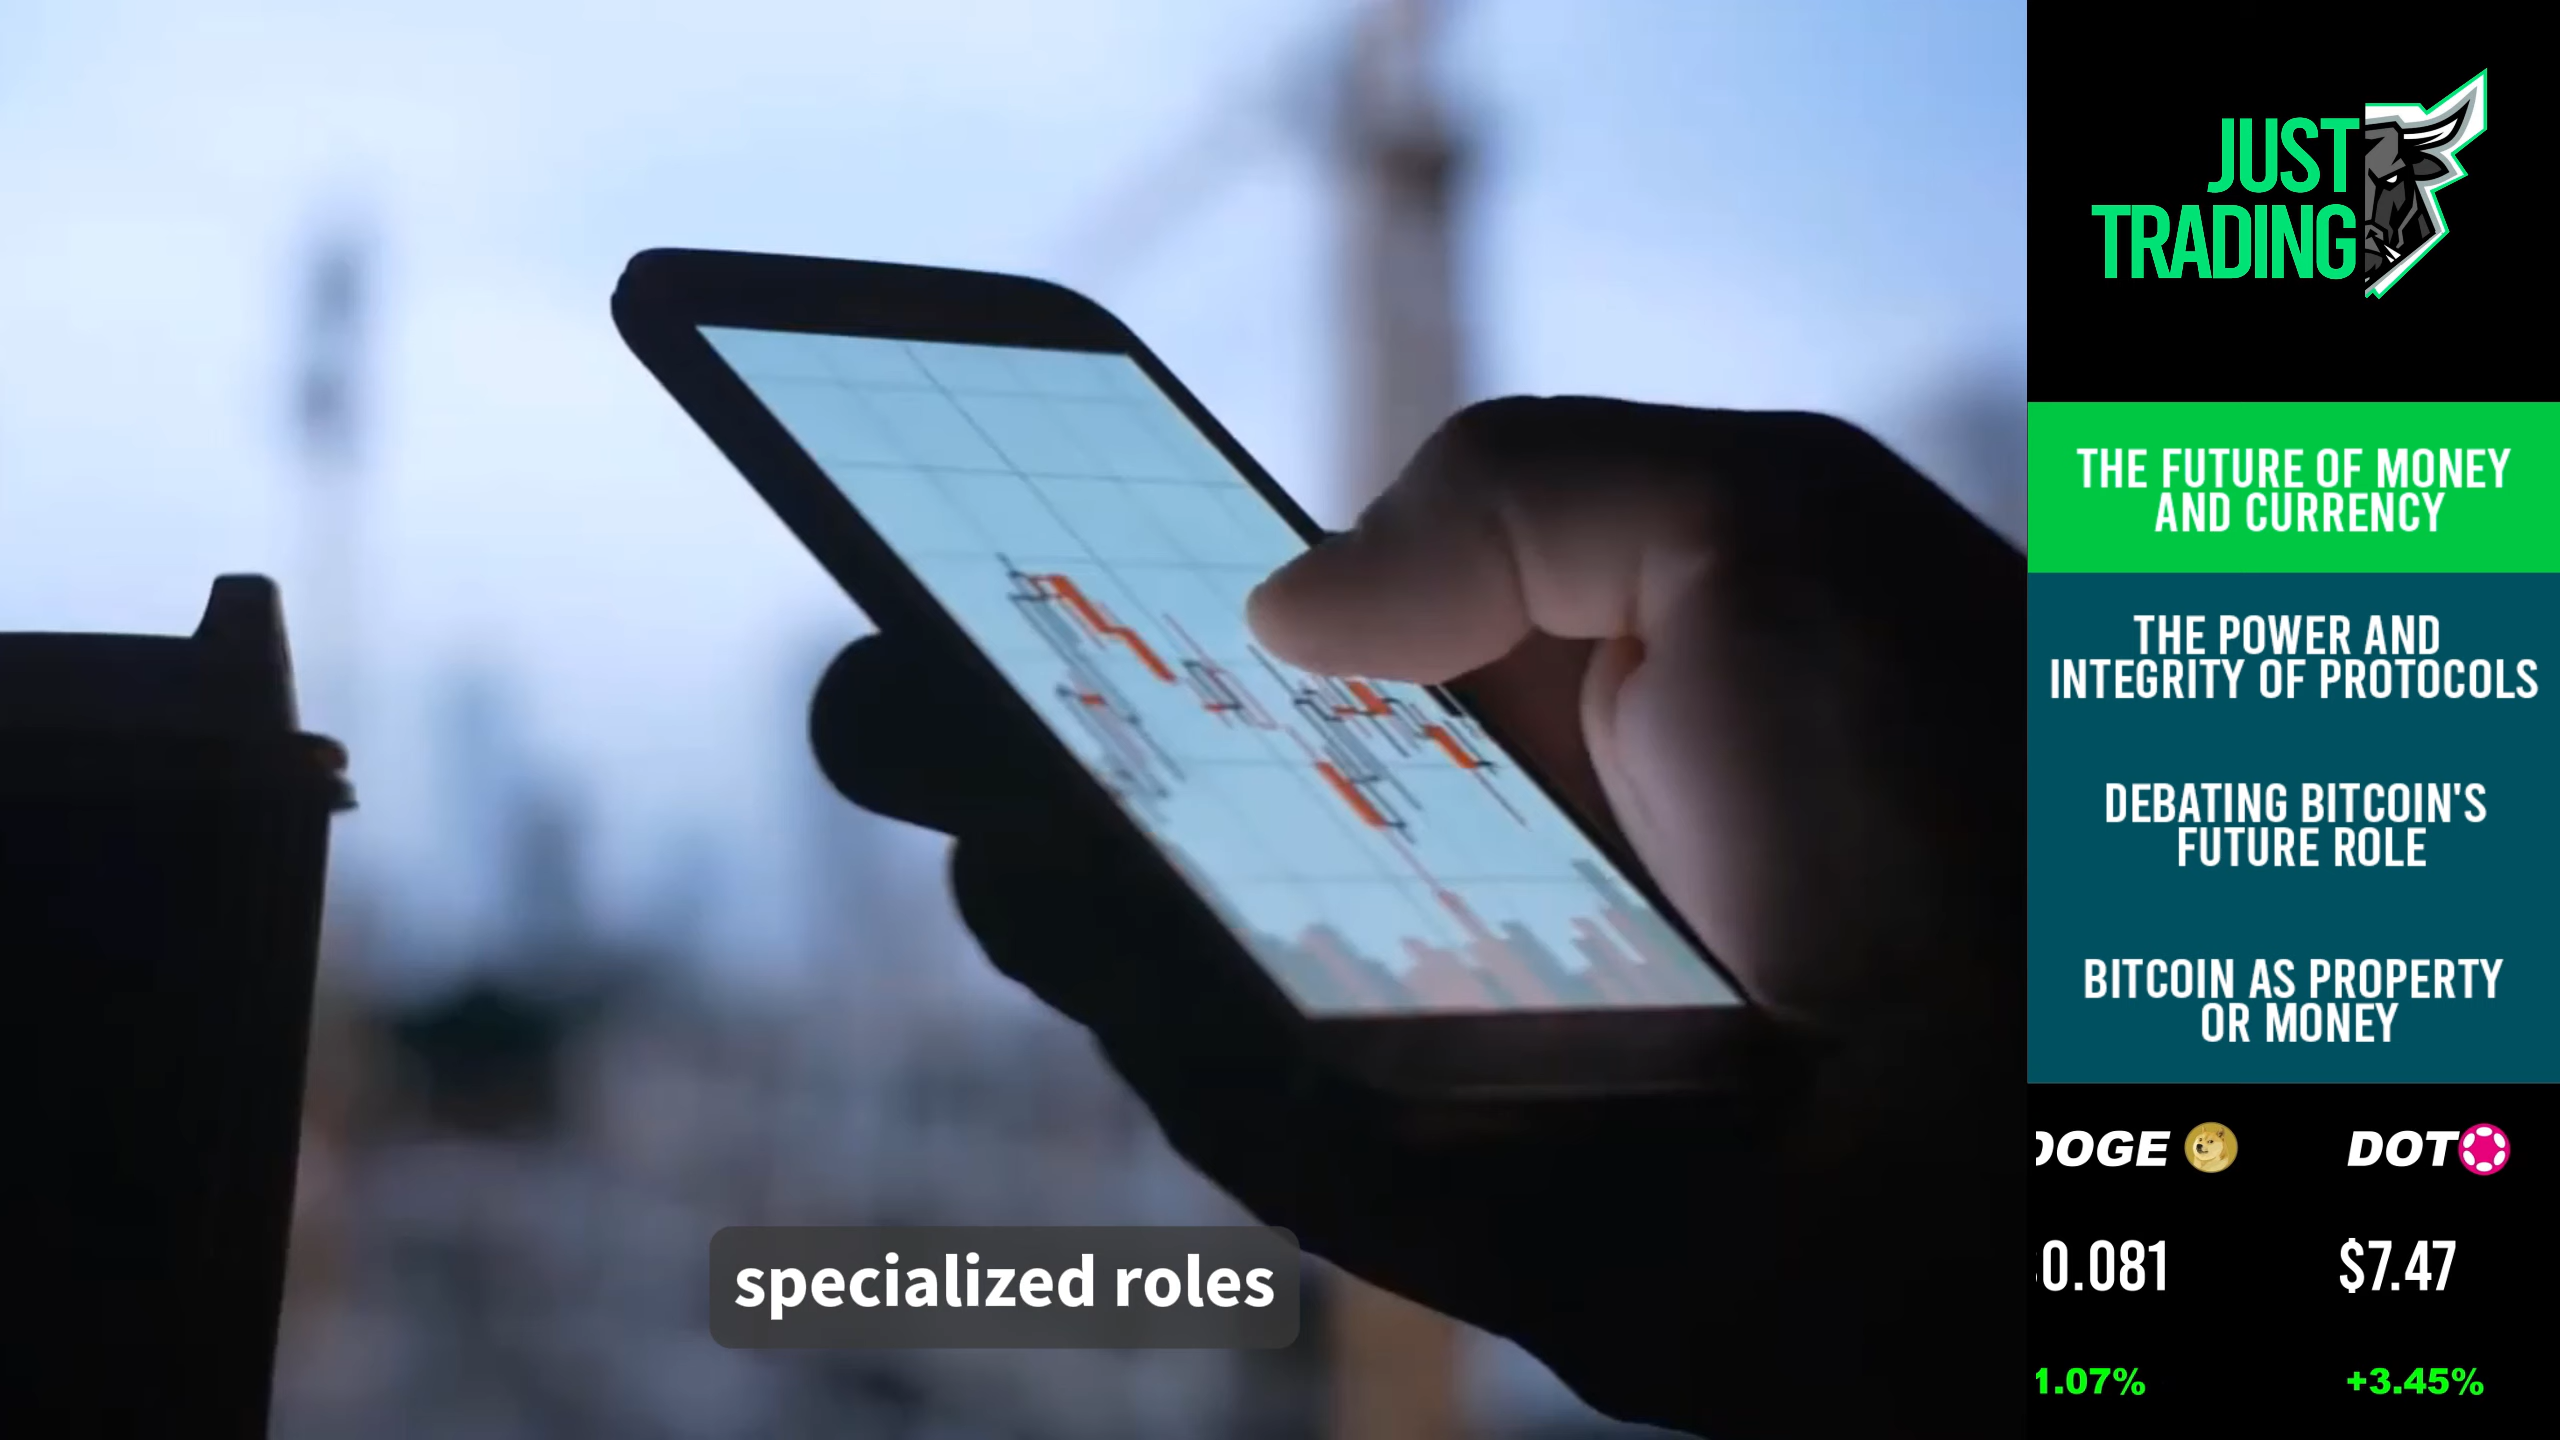 JUST
TRADING
THE FUTURE OF MONEY
AND CURRENCY
THE POWER AND
INTEGRITY OF PROTOCOLS
DEBATING BITCOIN'S
FUTURE ROLE
BITCOIN AS PROPERTY
OR MONEY
DOGE DOT
0.081 $7.47
1.07% +3.45%
specialized roles